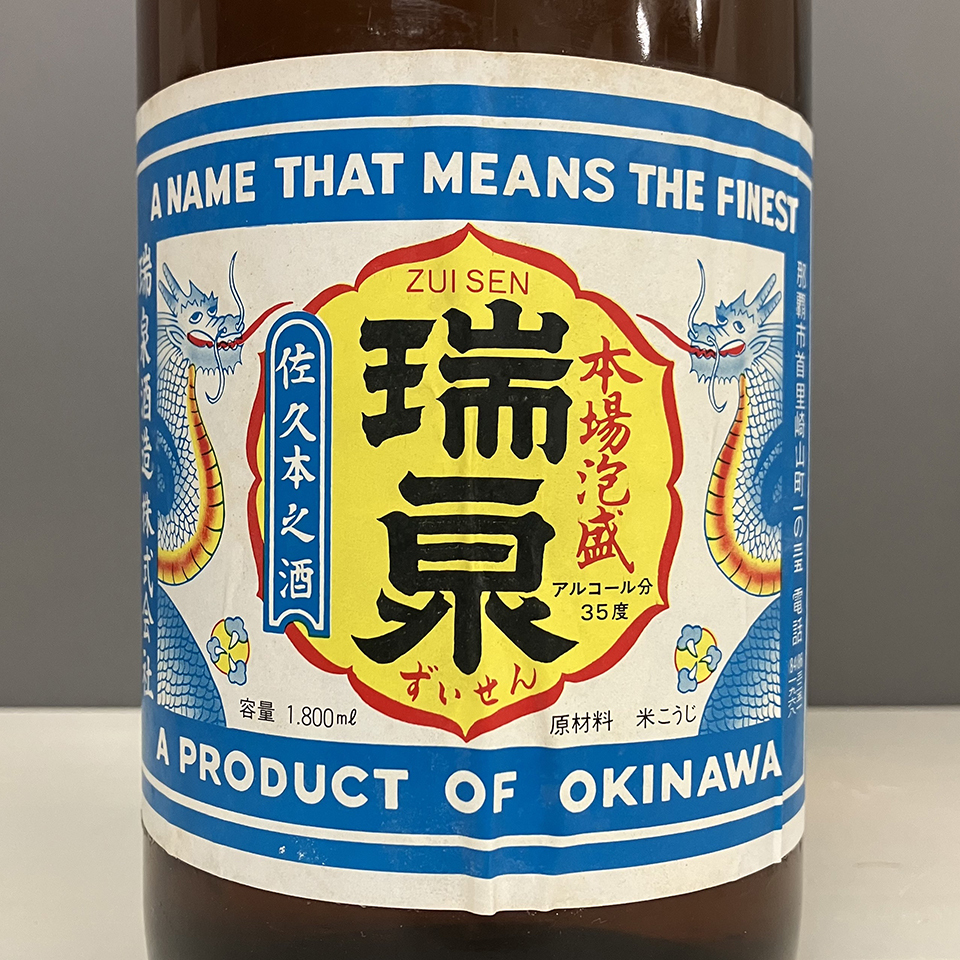 A NAME THAT MEANS THE FINEST
ZUI SEN
瑞泉
本場泡盛
佐久本之酒
アルコール分
35度
ずいせん
容量 1.800mℓ
原材料 米こうじ
瑞泉酒造株式会社
那覇市首里崎山町一の三五 電話
A PRODUCT OF OKINAWA